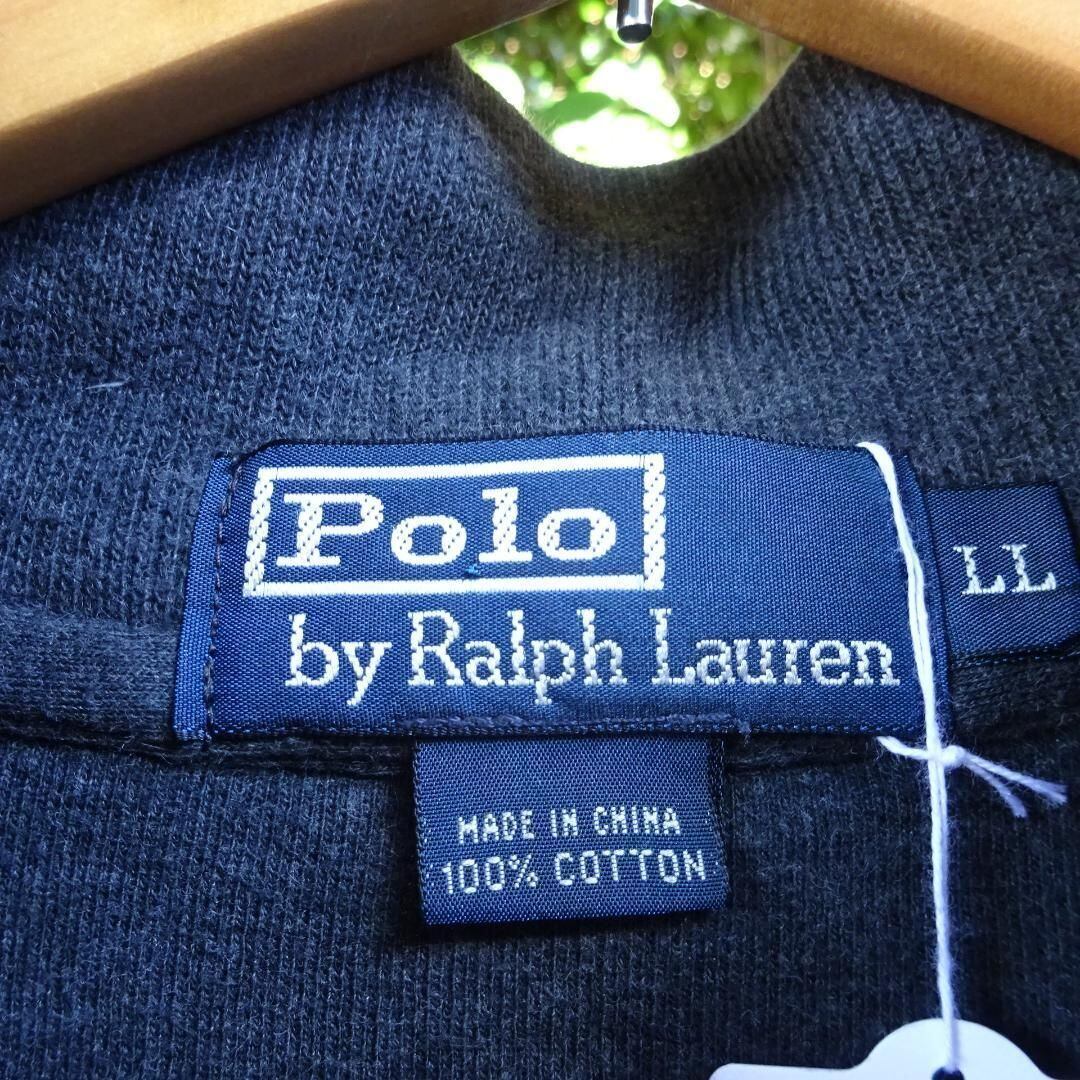 Polo
by Ralph Lauren
LL
MADE IN CHINA
100% COTTON